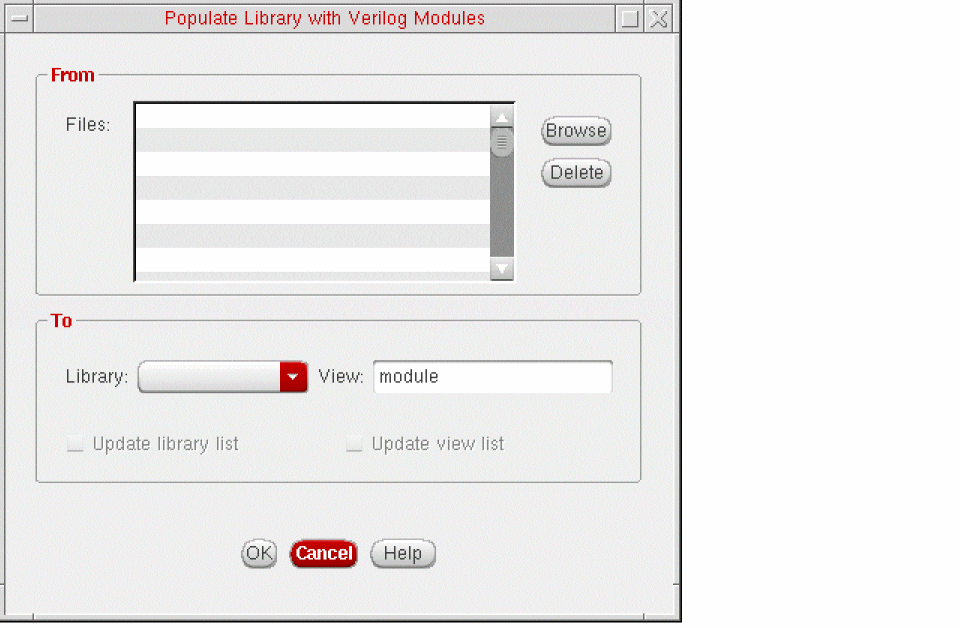 Populate Library with Verilog Modules
From
Files:
Browse
Delete
To
Library:
View: module
Update library list
Update view list
OK Cancel Help